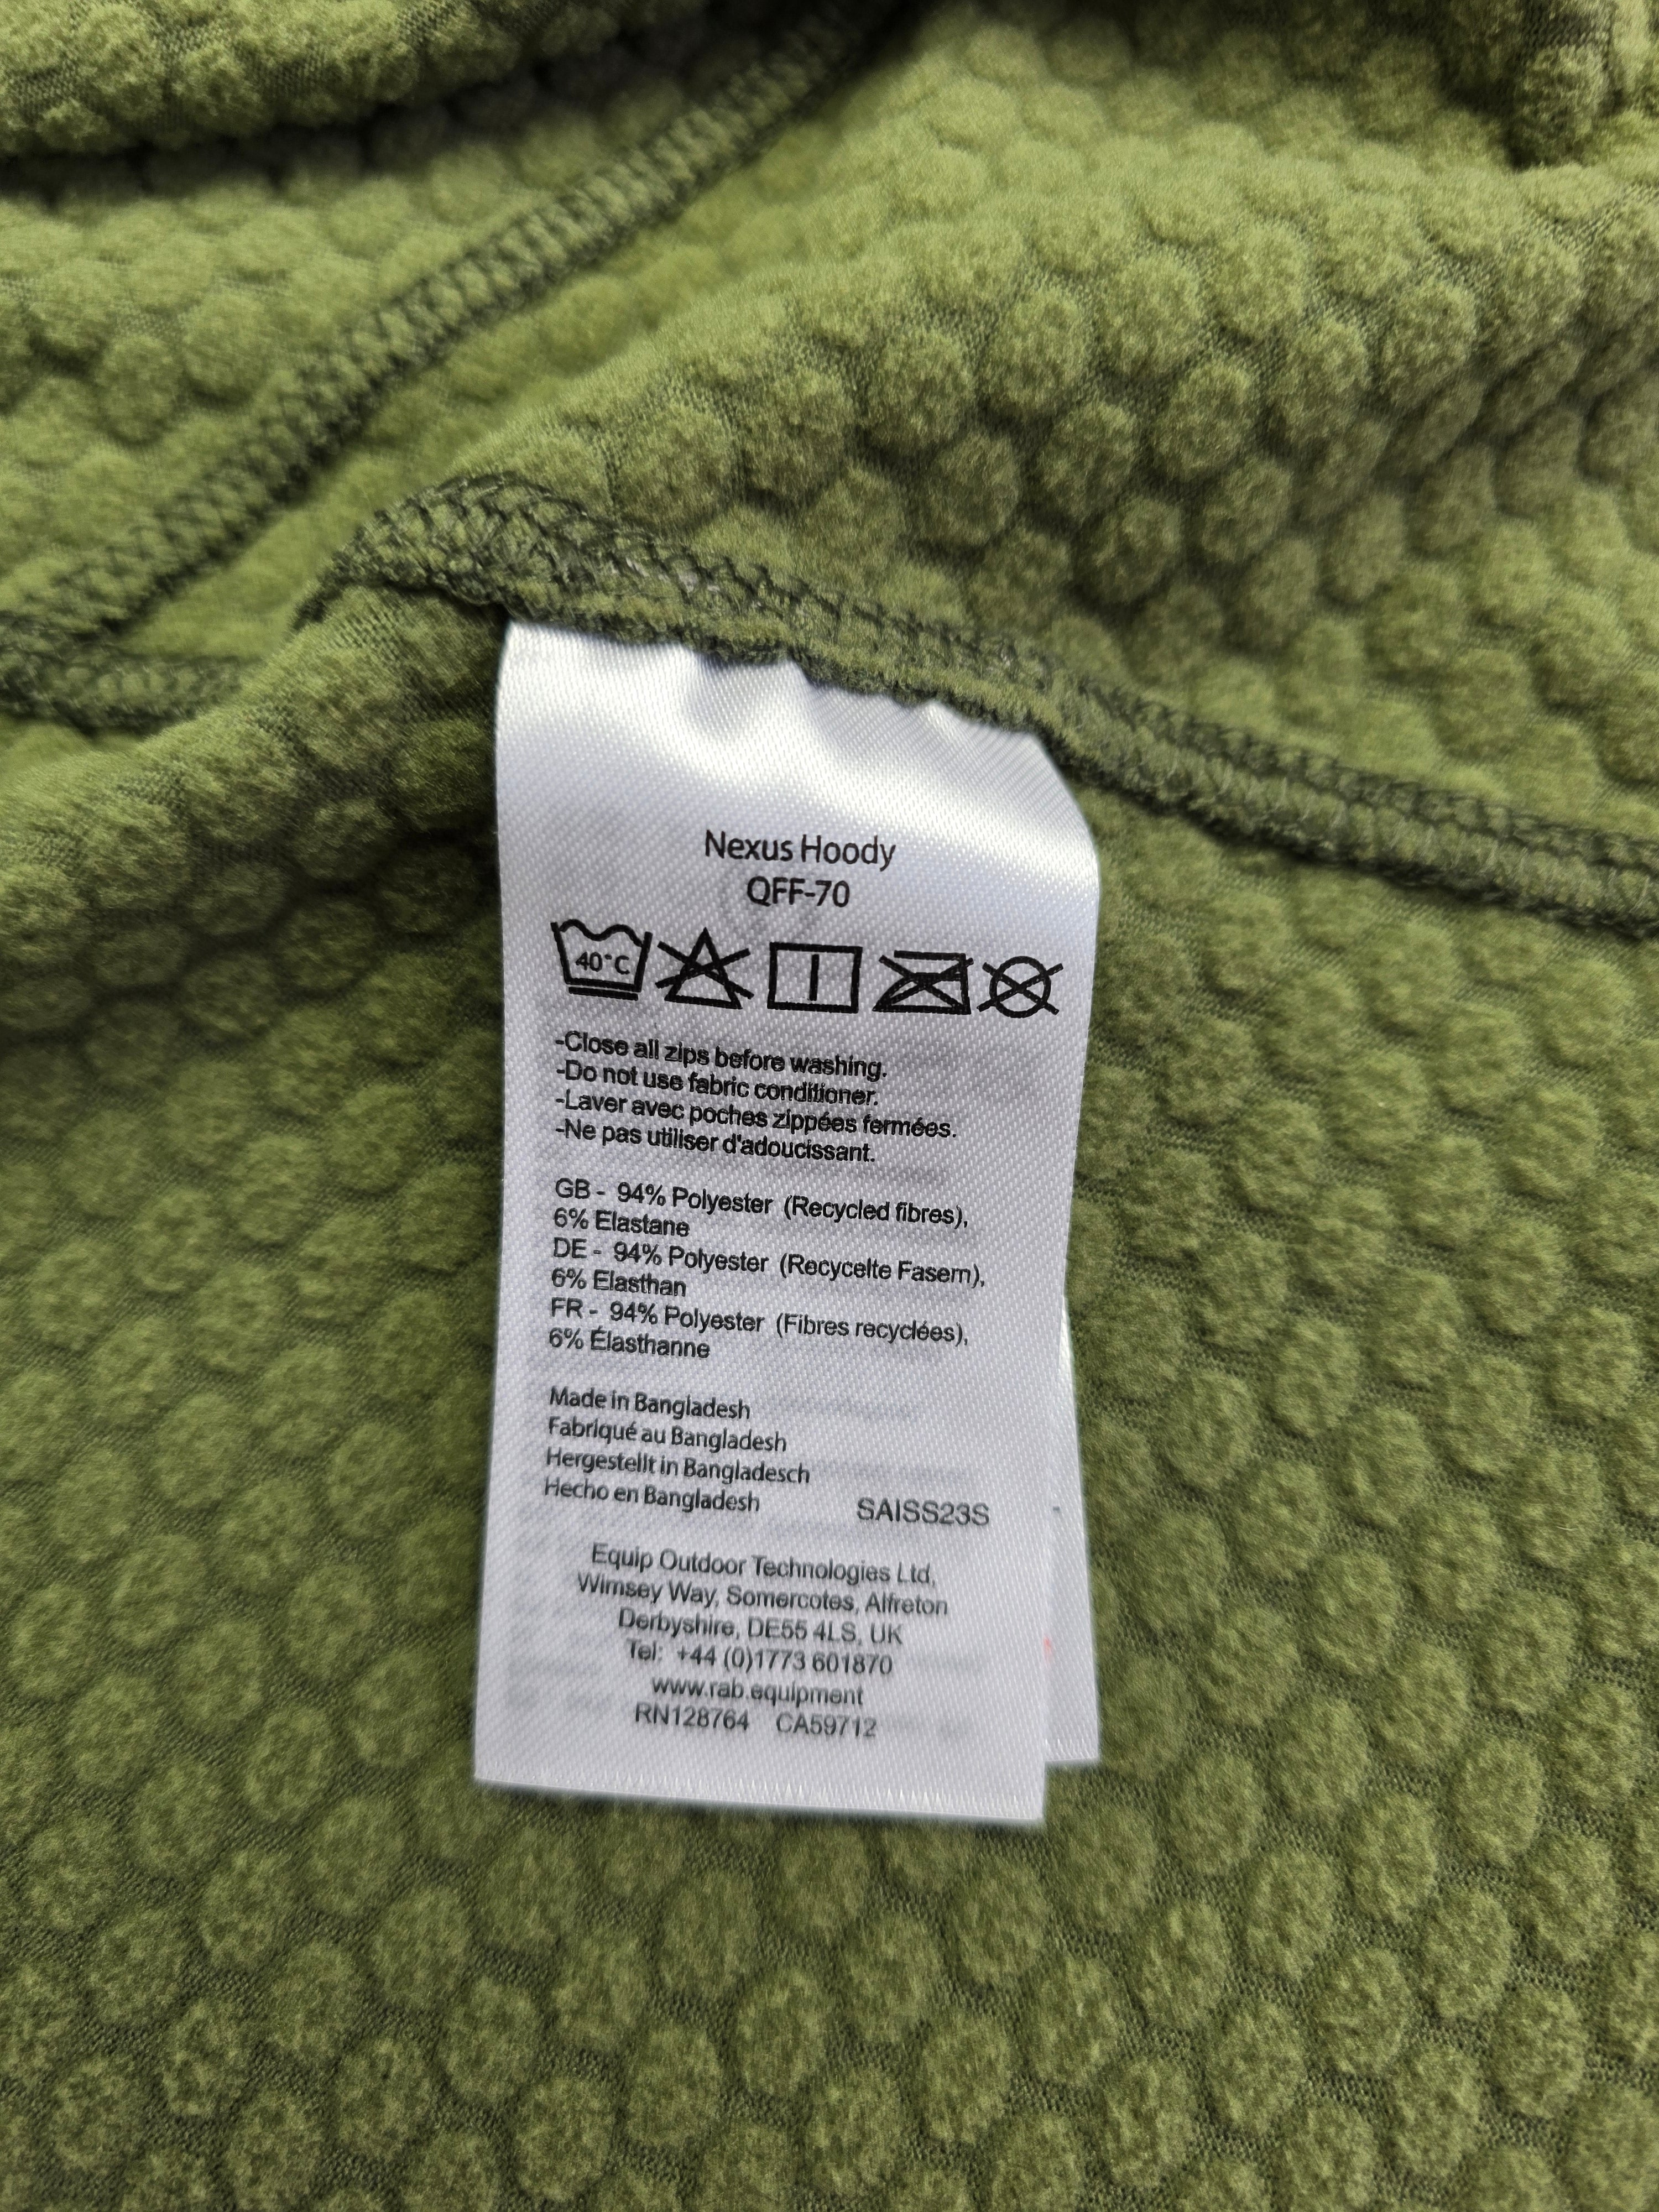 Nexus Hoody
QFF-70
40°C
-Close all zips before washing.
-Do not use fabric conditioner.
-Laver avec poches zippées fermées.
-Ne pas utiliser d'adoucissant.
GB - 94% Polyester (Recycled fibres),
6% Elastane
DE - 94% Polyester (Recycelte Fasern),
6% Elasthan
FR - 94% Polyester (Fibres recyclées),
6% Élasthanne
Made in Bangladesh
Fabriqué au Bangladesh
Hergestellt in Bangladesch
Hecho en Bangladesh SAISS23S
Equip Outdoor Technologies Ltd,
Wimsey Way, Somercotes, Alfreton
Derbyshire, DE55 4LS, UK
Tel: +44 (0)1773 601870
www.rab.equipment
RN128764 CA59712